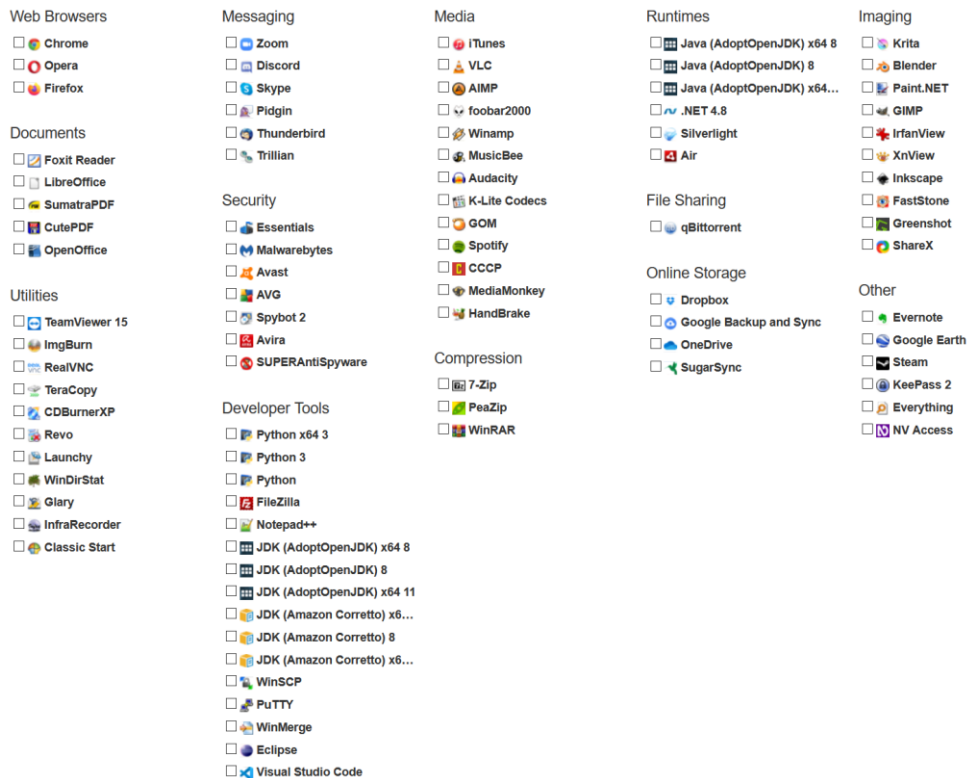 Web Browsers
Chrome
Opera
Firefox
Documents
Foxit Reader
LibreOffice
SumatraPDF
CutePDF
OpenOffice
Utilities
TeamViewer 15
ImgBurn
RealVNC
TeraCopy
CDBurnerXP
Revo
Launchy
WinDirStat
Glary
InfraRecorder
Classic Start
Messaging
Zoom
Discord
Skype
Pidgin
Thunderbird
Trillian
Security
Essentials
Malwarebytes
Avast
AVG
Spybot 2
Avira
SUPERAntiSpyware
Developer Tools
Python x64 3
Python 3
Python
FileZilla
Notepad++
JDK (AdoptOpenJDK) x64 8
JDK (AdoptOpenJDK) 8
JDK (AdoptOpenJDK) x64 11
JDK (Amazon Corretto) x6...
JDK (Amazon Corretto) 8
JDK (Amazon Corretto) x6...
WinSCP
PuTTY
WinMerge
Eclipse
Visual Studio Code
Media
iTunes
VLC
AIMP
foobar2000
Winamp
MusicBee
Audacity
K-Lite Codecs
GOM
Spotify
CCCP
MediaMonkey
HandBrake
Compression
7-Zip
PeaZip
WinRAR
Runtimes
Java (AdoptOpenJDK) x64 8
Java (AdoptOpenJDK) 8
Java (AdoptOpenJDK) x64...
.NET 4.8
Silverlight
Air
File Sharing
qBittorrent
Online Storage
Dropbox
Google Backup and Sync
OneDrive
SugarSync
Imaging
Krita
Blender
Paint.NET
GIMP
IrfanView
XnView
Inkscape
FastStone
Greenshot
ShareX
Other
Evernote
Google Earth
Steam
KeePass 2
Everything
NV Access